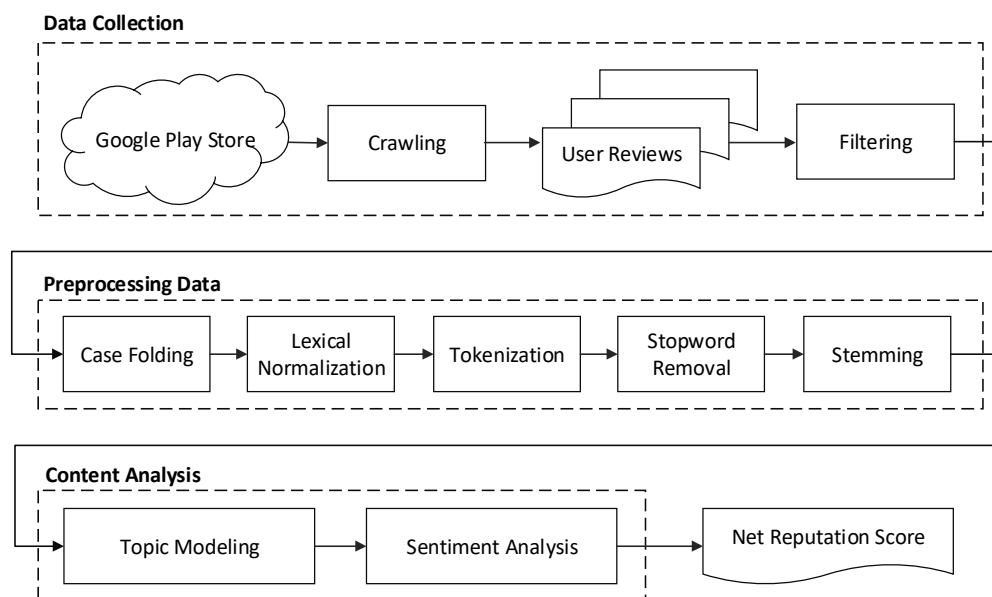 Data Collection
Google Play Store
Crawling
User Reviews
Filtering
Preprocessing Data
Case Folding
Lexical
Normalization
Tokenization
Stopword
Removal
Stemming
Content Analysis
Topic Modeling
Sentiment Analysis
Net Reputation Score